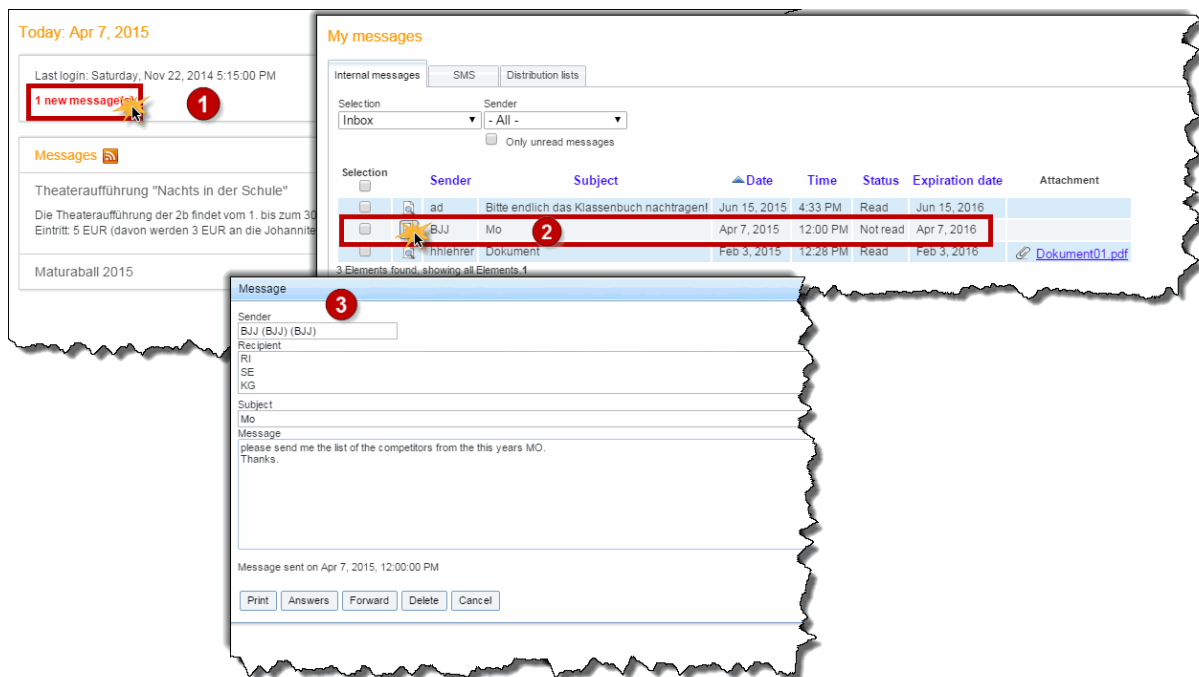 Today: Apr 7, 2015
Last login: Saturday, Nov 22, 2014 5:15:00 PM
1 new message(s)
1
Messages
Theateraufführung "Nachts in der Schule"
Die Theateraufführung der 2b findet vom 1. bis zum 30
Eintritt: 5 EUR (davon werden 3 EUR an die Johannite
Maturaball 2015
My messages
Internal messages SMS Distribution lists
Selection Sender
Inbox - All -
Only unread messages
Selection Sender Subject Date Time Status Expiration date Attachment
ad Bitte endlich das Klassenbuch nachtragen! Jun 15, 2015 4:33 PM Read Jun 15, 2016
BJJ Mo 2 Apr 7, 2015 12:00 PM Not read Apr 7, 2016
hhlehrer Dokument Feb 3, 2015 12:28 PM Read Feb 3, 2016 Dokument01.pdf
3 Elements found, showing all Elements.1
Message
3
Sender
BJJ (BJJ) (BJJ)
Recipient
RI
SE
KG
Subject
Mo
Message
please send me the list of the competitors from the this years MO.
Thanks.
Message sent on Apr 7, 2015, 12:00:00 PM
Print Answers Forward Delete Cancel